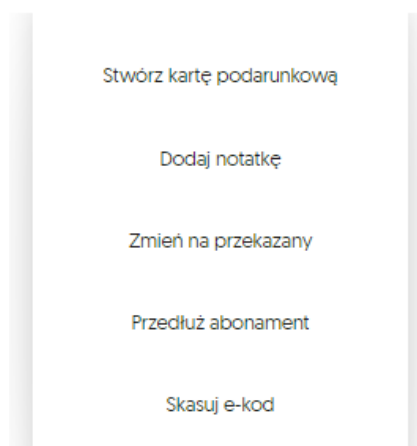 Stwórz kartę podarunkową
Dodaj notatkę
Zmień na przekazany
Przedłuż abonament
Skasuj e-kod